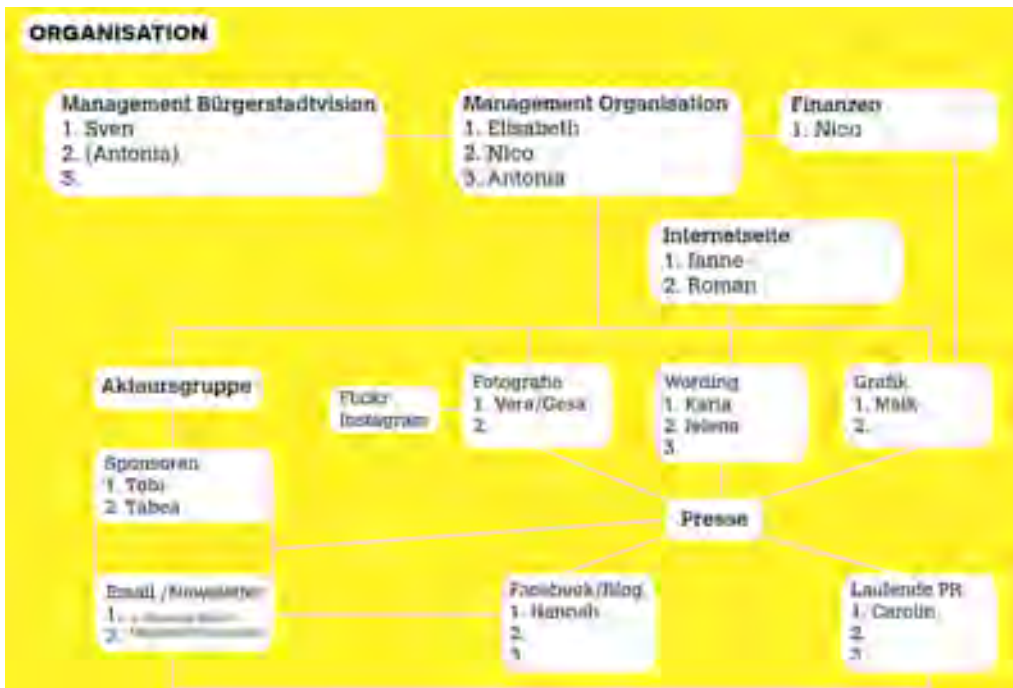 ORGANISATION
Management Bürgerstadtvision
1. Sven
2. (Antonia)
3.
Management Organisation
1. Elisabeth
2. Nico
3. Antonia
Finanzen
1. Nico
Internetseite
1. Ianne
2. Roman
Akteursgruppe
Flickr
Instagram
Fotografie
1. Vera/Gesa
2.
Wording
1. Karla
2. Jelena
3.
Grafik
1. Maik
2.
Sponsoren
1. Tobi
2. Tabea
Presse
Email /Newsletter
1.
2.
Facebook/Blog
1. Hannah
2.
3.
Laufende PR
1. Carolin
2.
3.